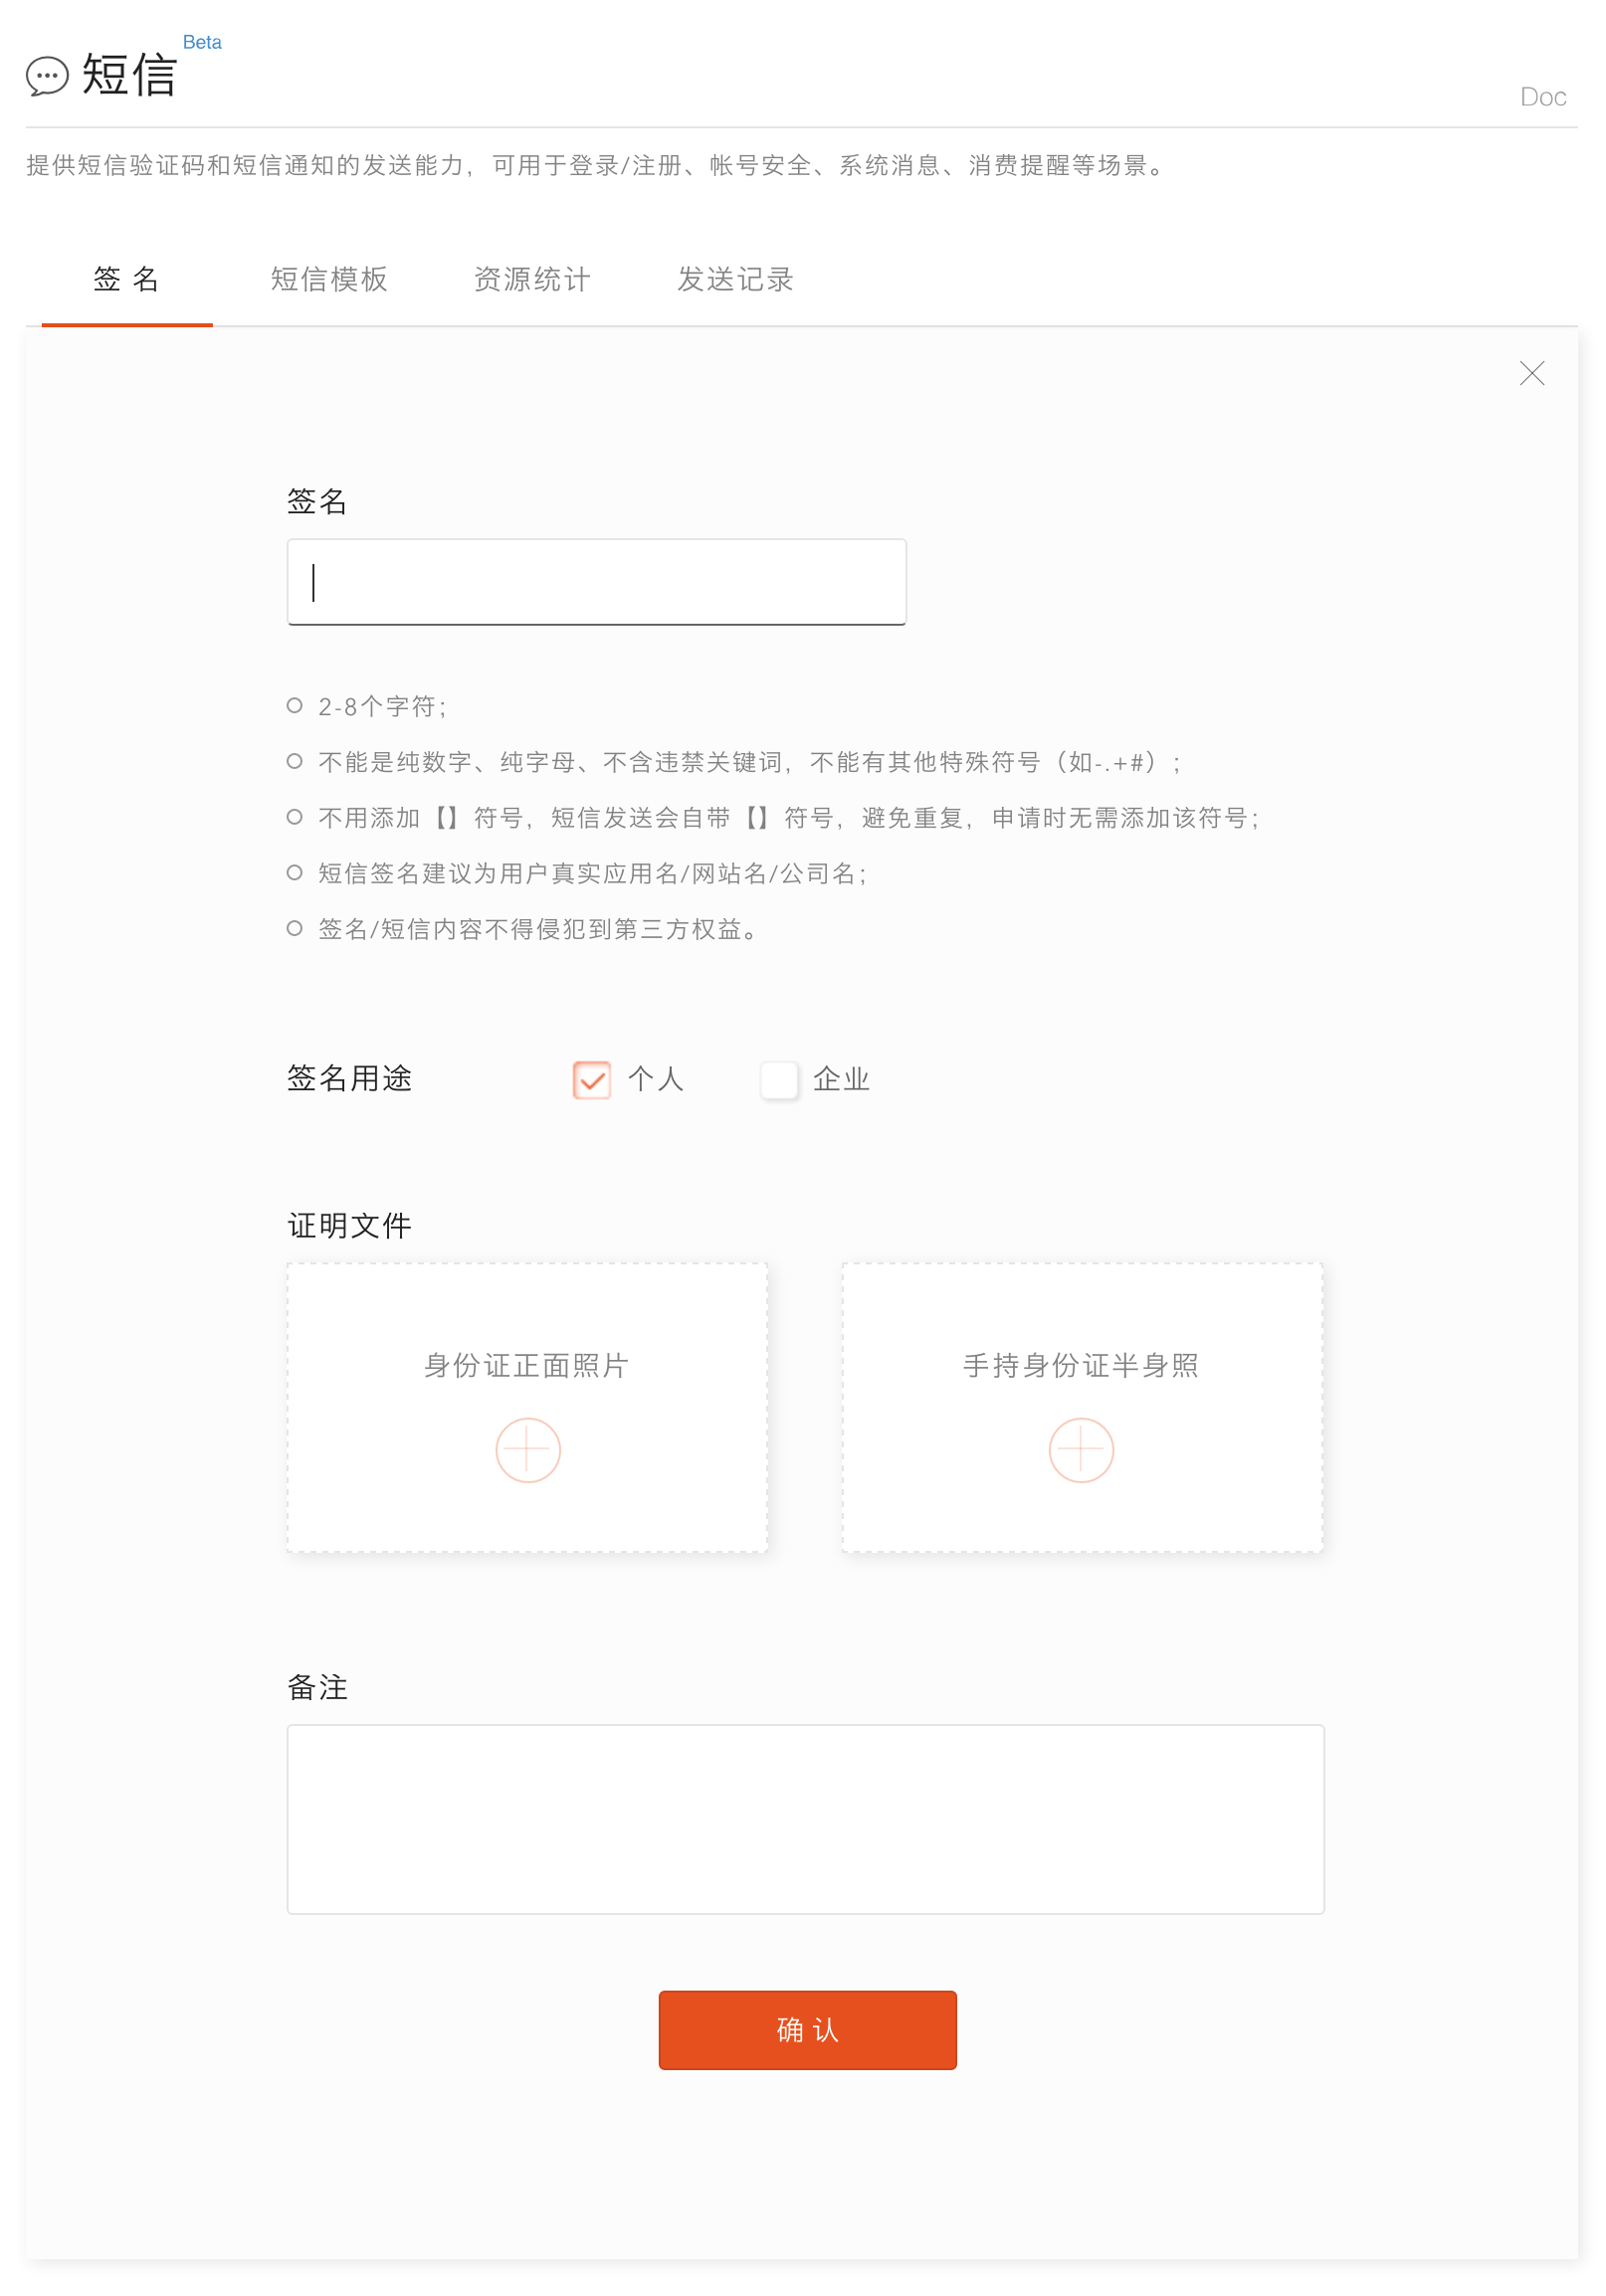 Beta
短信
Doc
提供短信验证码和短信通知的发送能力，可用于登录/注册、帐号安全、系统消息、消费提醒等场景。
签 名 短信模板 资源统计 发送记录
签名
2-8个字符；
不能是纯数字、纯字母、不含违禁关键词，不能有其他特殊符号（如-.+#）；
不用添加【】符号，短信发送会自带【】符号，避免重复，申请时无需添加该符号；
短信签名建议为用户真实应用名/网站名/公司名；
签名/短信内容不得侵犯到第三方权益。
签名用途 个人 企业
证明文件
身份证正面照片 手持身份证半身照
备注
确 认